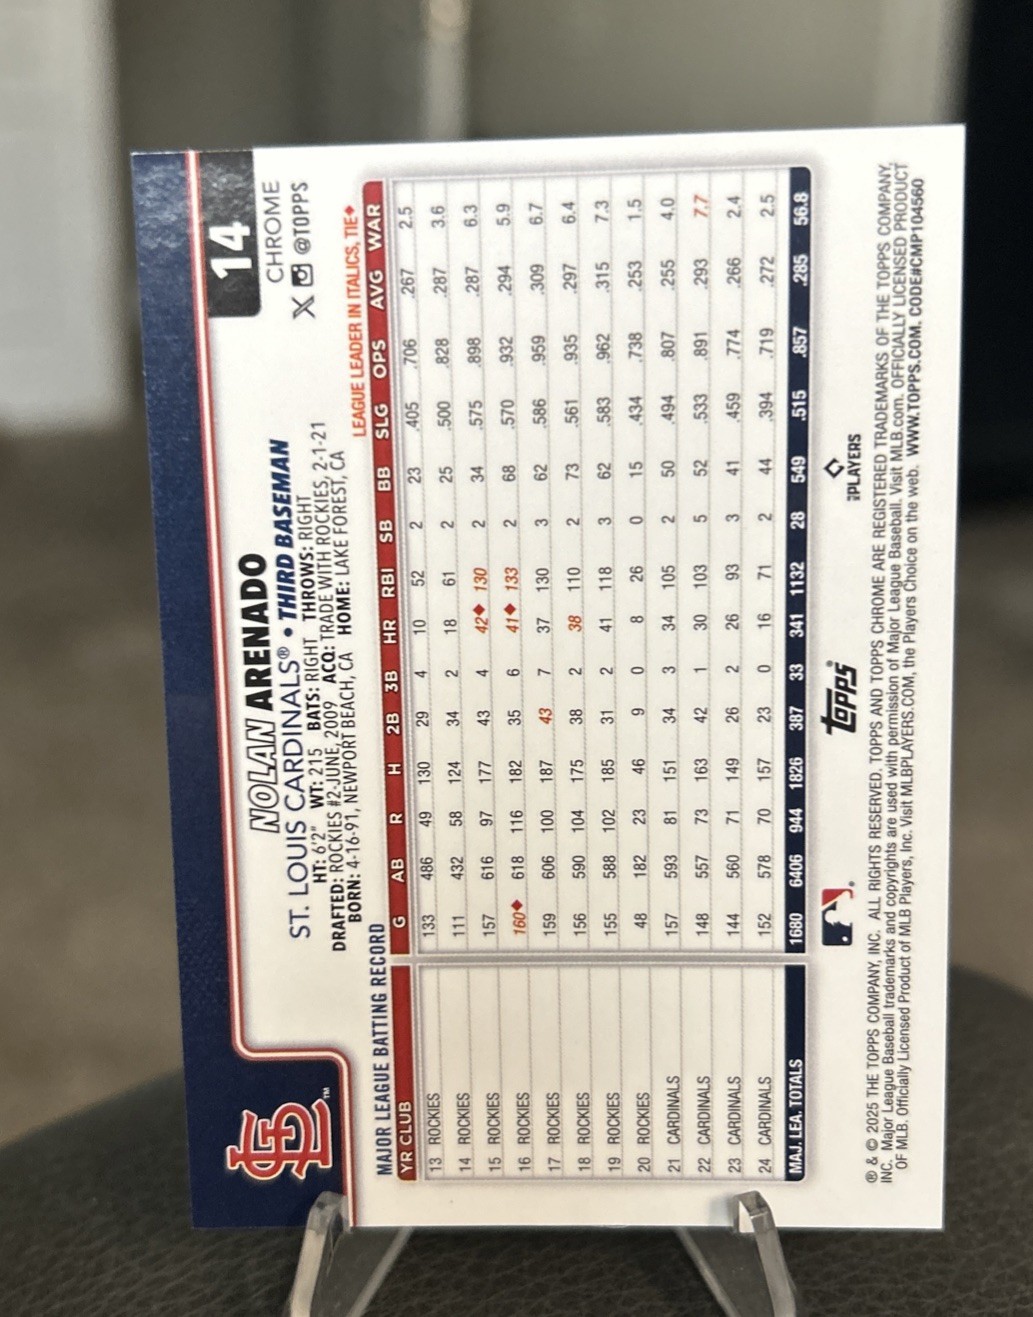 14
CHROME
X @TOPPS
NOLAN ARENADO
ST. LOUIS CARDINALS® • THIRD BASEMAN
HT: 6'2" WT: 215 BATS: RIGHT THROWS: RIGHT
DRAFTED: ROCKIES #2-JUNE, 2009 ACQ: TRADE WITH ROCKIES, 2-1-21
BORN: 4-16-91, NEWPORT BEACH, CA HOME: LAKE FOREST, CA
STL™
MAJOR LEAGUE BATTING RECORD LEAGUE LEADER IN ITALICS, TIE♦
YR CLUB G AB R H 2B 3B HR RBI SB BB SLG OPS AVG WAR
13 ROCKIES 133 486 49 130 29 4 10 52 2 23 .405 .706 .267 2.5
14 ROCKIES 111 432 58 124 34 2 18 61 2 25 .500 .828 .287 3.6
15 ROCKIES 157 616 97 177 43 4 42♦ 130 2 34 .575 .898 .287 6.3
16 ROCKIES 160♦ 618 116 182 35 6 41♦ 133 2 68 .570 .932 .294 5.9
17 ROCKIES 159 606 100 187 43 7 37 130 3 62 .586 .959 .309 6.7
18 ROCKIES 156 590 104 175 38 2 38 110 2 73 .561 .935 .297 6.4
19 ROCKIES 155 588 102 185 31 2 41 118 3 62 .583 .962 .315 7.3
20 ROCKIES 48 182 23 46 9 0 8 26 0 15 .434 .738 .253 1.5
21 CARDINALS 157 593 81 151 34 3 34 105 2 50 .494 .807 .255 4.0
22 CARDINALS 148 557 73 163 42 1 30 103 5 52 .533 .891 .293 7.7
23 CARDINALS 144 560 71 149 26 2 26 93 3 41 .459 .774 .266 2.4
24 CARDINALS 152 578 70 157 23 0 16 71 2 44 .394 .719 .272 2.5
MAJ. LEA. TOTALS 1680 6406 944 1826 387 33 341 1132 28 549 .515 .857 .285 56.8
TOPPS
MLB PLAYERS
® & © 2025 THE TOPPS COMPANY, INC. ALL RIGHTS RESERVED. TOPPS AND TOPPS CHROME ARE REGISTERED TRADEMARKS OF THE TOPPS COMPANY,
INC. Major League Baseball trademarks and copyrights are used with permission of Major League Baseball. Visit MLB.com. OFFICIALLY LICENSED PRODUCT
OF MLB. Officially Licensed Product of MLB Players, Inc. Visit MLBPLAYERS.COM, the Players Choice on the web. WWW.TOPPS.COM. CODE#CMP104560